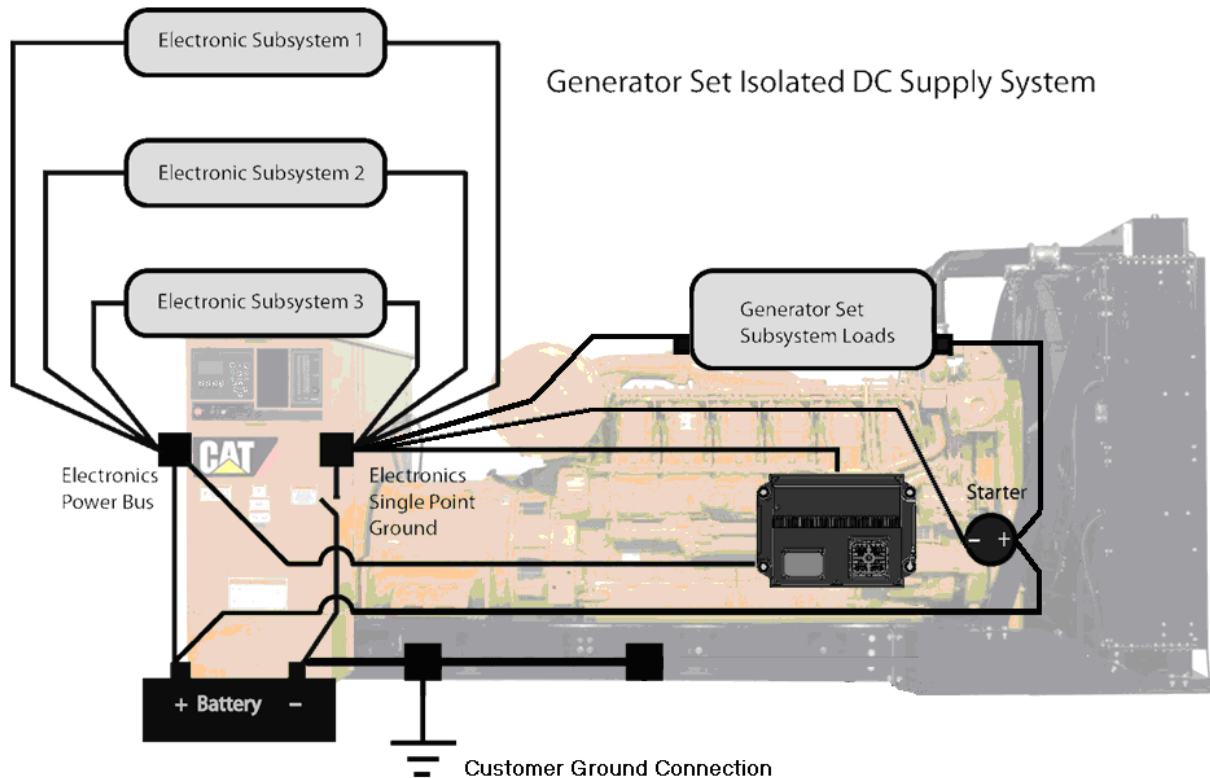 Electronic Subsystem 1
Generator Set Isolated DC Supply System
Electronic Subsystem 2
Electronic Subsystem 3
Generator Set
Subsystem Loads
CAT
Electronics
Power Bus
Electronics
Single Point
Ground
Starter
- +
+ Battery -
Customer Ground Connection